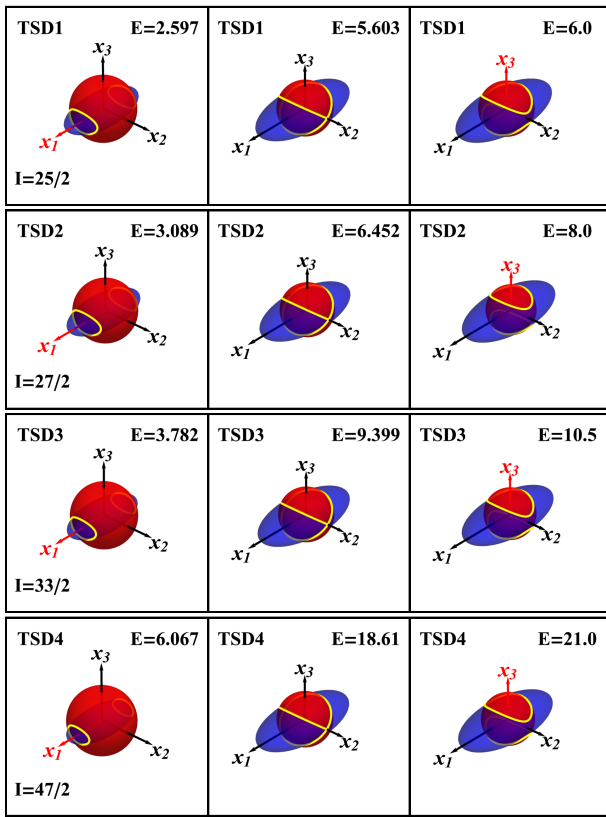 TSD1 E=2.597
x3
x1
x2
I=25/2
TSD1 E=5.603
x3
x1
x2
TSD1 E=6.0
x3
x1
x2
TSD2 E=3.089
x3
x1
x2
I=27/2
TSD2 E=6.452
x3
x1
x2
TSD2 E=8.0
x3
x1
x2
TSD3 E=3.782
x3
x1
x2
I=33/2
TSD3 E=9.399
x3
x1
x2
TSD3 E=10.5
x3
x1
x2
TSD4 E=6.067
x3
x1
x2
I=47/2
TSD4 E=18.61
x3
x1
x2
TSD4 E=21.0
x3
x1
x2